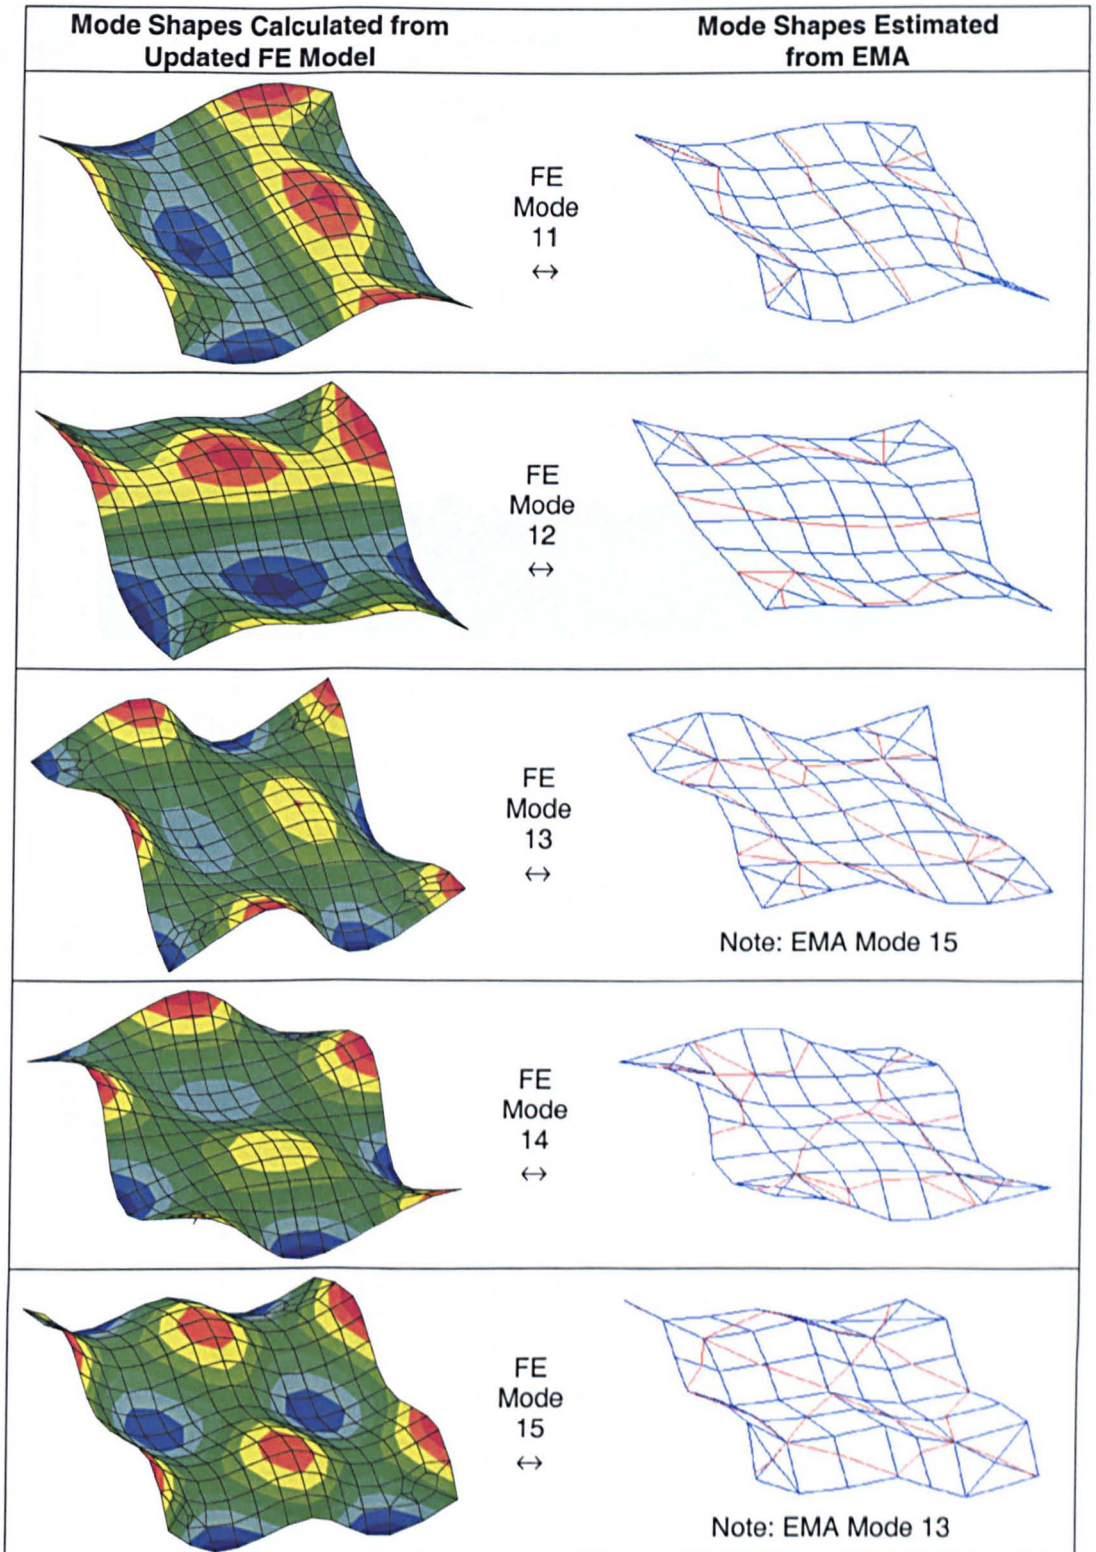 Mode Shapes Calculated from
Updated FE Model
Mode Shapes Estimated
from EMA
FE
Mode
11
↔
FE
Mode
12
↔
FE
Mode
13
↔
Note: EMA Mode 15
FE
Mode
14
↔
FE
Mode
15
↔
Note: EMA Mode 13